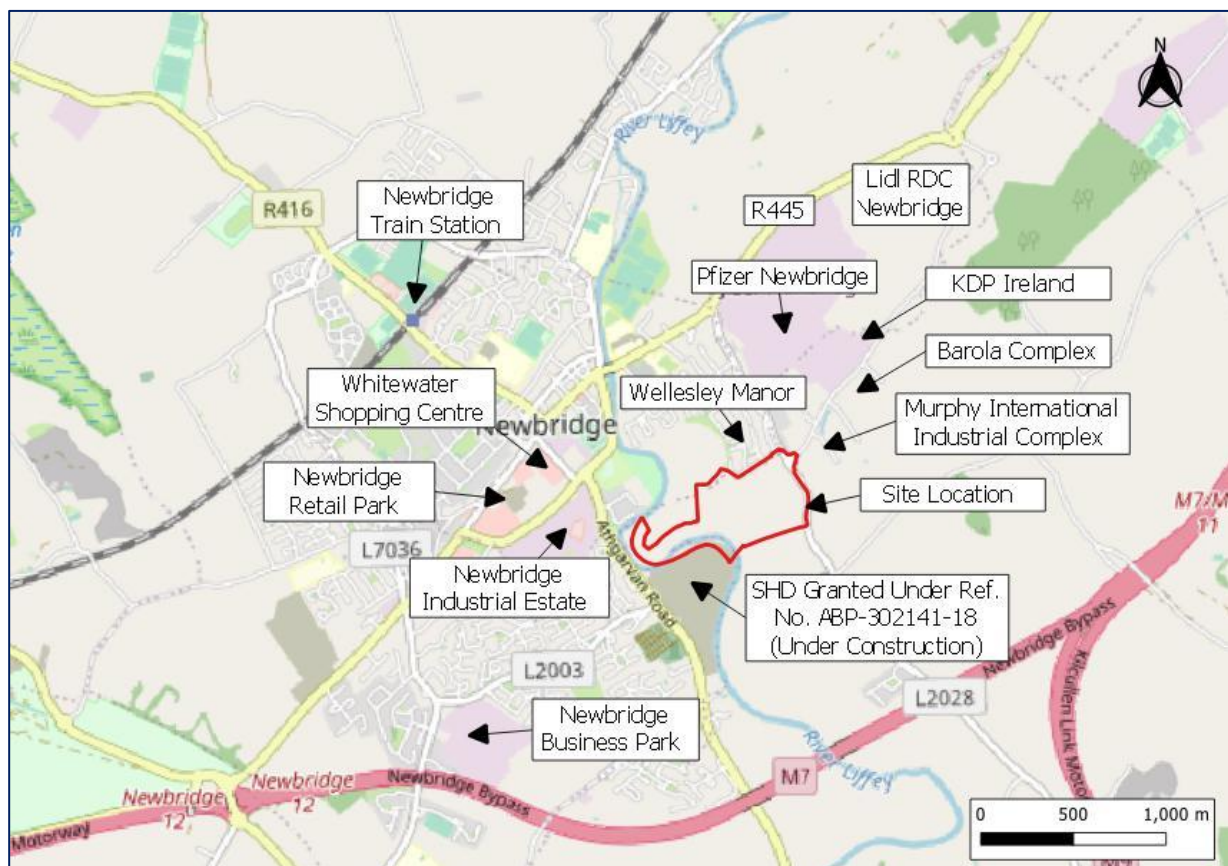 N
River Liffey
Newbridge
Train Station
R416
R445
Lidl RDC
Newbridge
Pfizer Newbridge
KDP Ireland
Barola Complex
Whitewater
Shopping Centre
Wellesley Manor
Murphy International
Industrial Complex
Newbridge
Newbridge
Retail Park
Site Location
L7036
Athgarvan Road
Newbridge
Industrial Estate
SHD Granted Under Ref.
No. ABP-302141-18
(Under Construction)
M7/M
11
Newbridge Bypass
L2003
L2028
Kilcullen Link Motor
Newbridge
Business Park
River Liffey
M7
Newbridge
12
Newbridge
12
Newbridge Bypass
Motorway
0 500 1,000 m